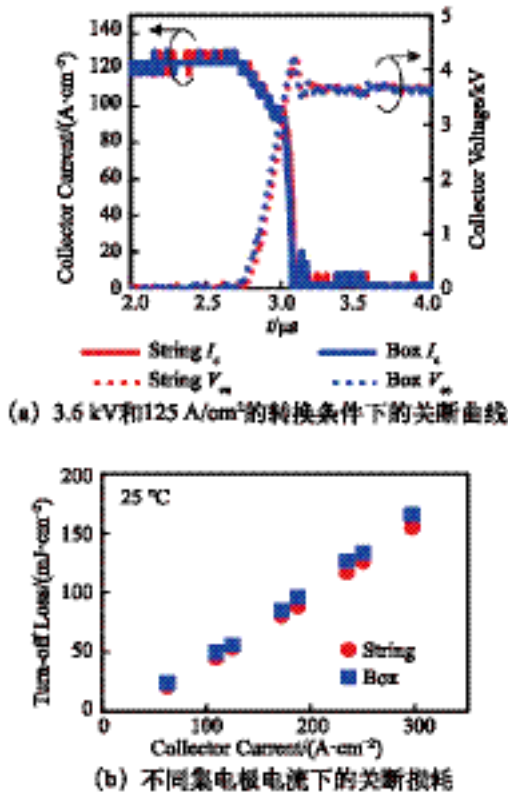 140
120
100
80
60
40
20
0
Collector Current/(A·cm⁻²)
5
4
3
2
1
0
Collector Voltage/kV
2.0 2.5 3.0 3.5 4.0
t/μs
String Ic Box Ic
String Box
(a) 3.6 kV和125 A/cm²的转换条件下的关断曲线
200
150
100
50
0
Turn-off Loss/(mJ·cm⁻²)
25 ℃
String
Box
0 100 200 300
Collector Current/(A·cm⁻²)
(b) 不同集电极电流下的关断损耗